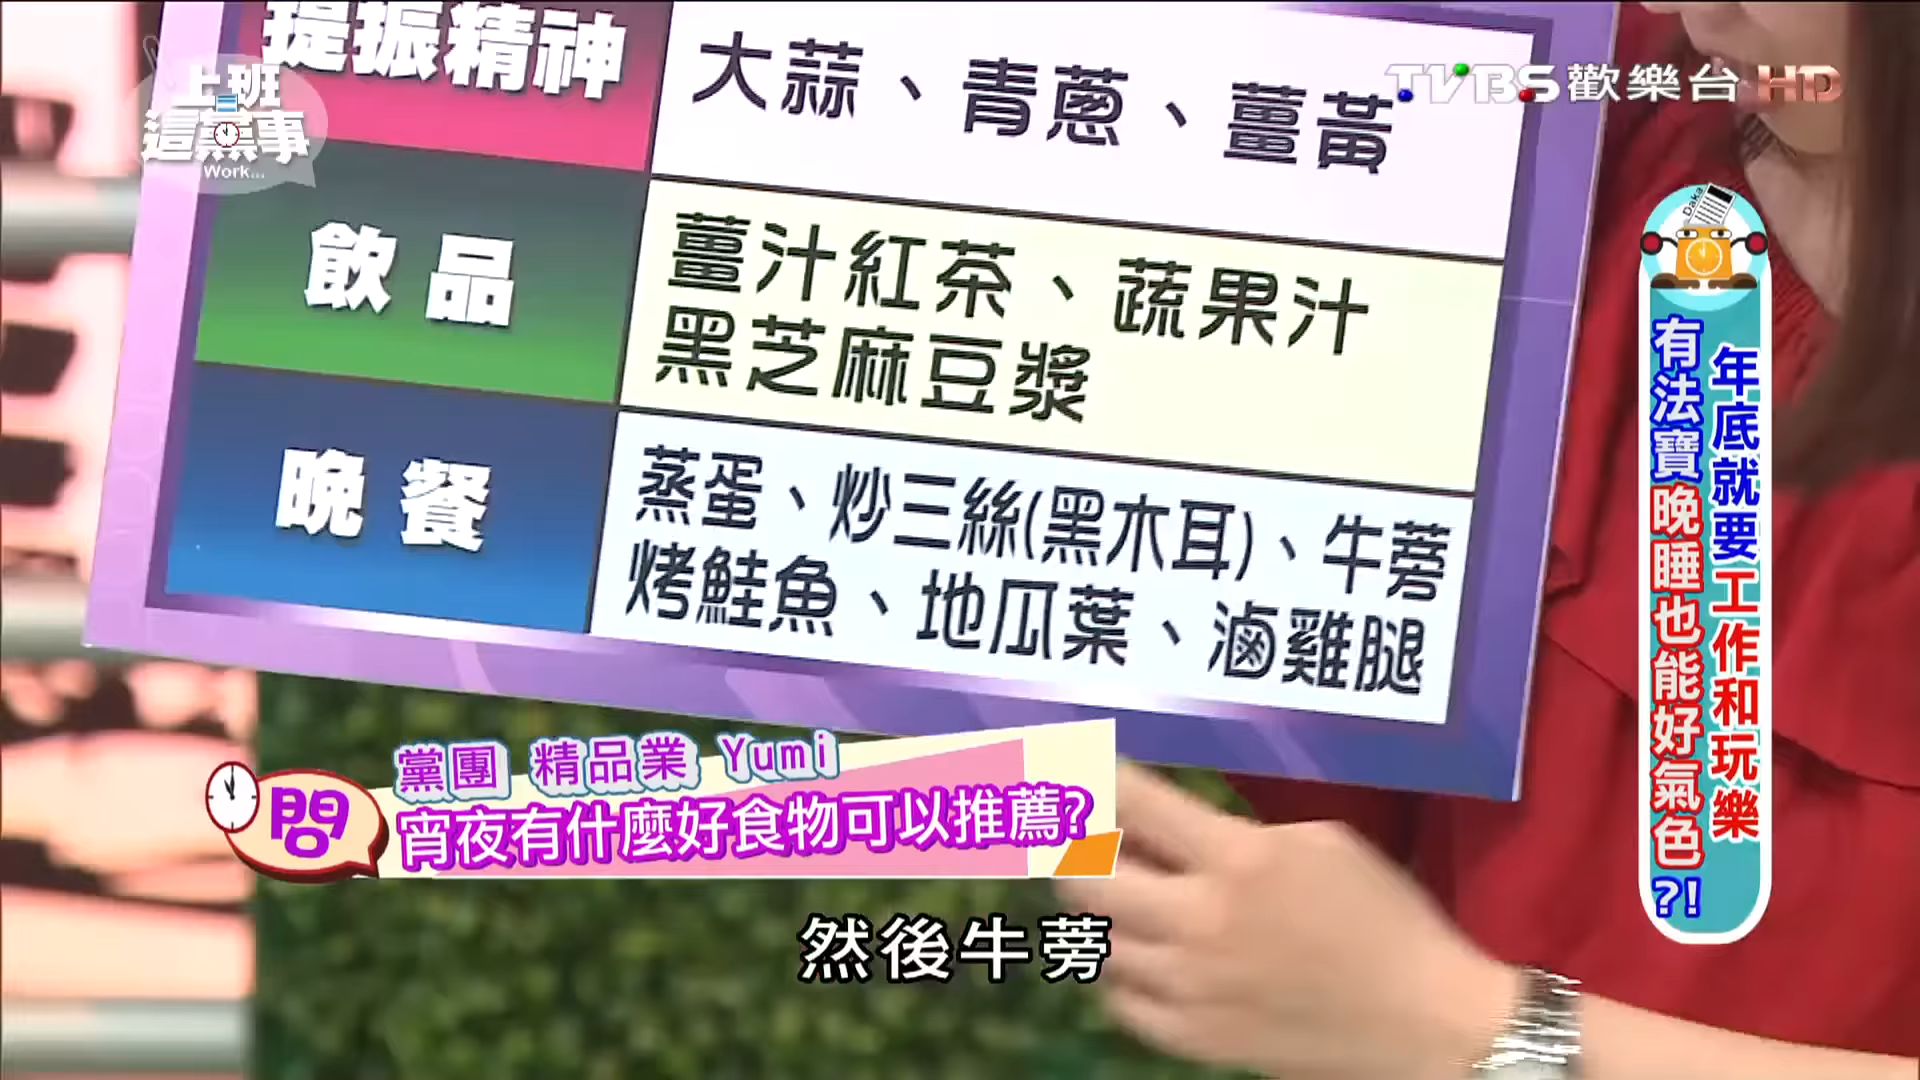 提振精神
大蒜、青蔥、薑黃
飲品
薑汁紅茶、蔬果汁
黑芝麻豆漿
晚餐
蒸蛋、炒三絲(黑木耳)、牛蒡
烤鮭魚、地瓜葉、滷雞腿
上班
這黨事
Work...
TVBS歡樂台 HD
Daka
年底就要工作和玩樂
有法寶晚睡也能好氣色?!
問
黨團 精品業 Yumi
宵夜有什麼好食物可以推薦?
然後牛蒡